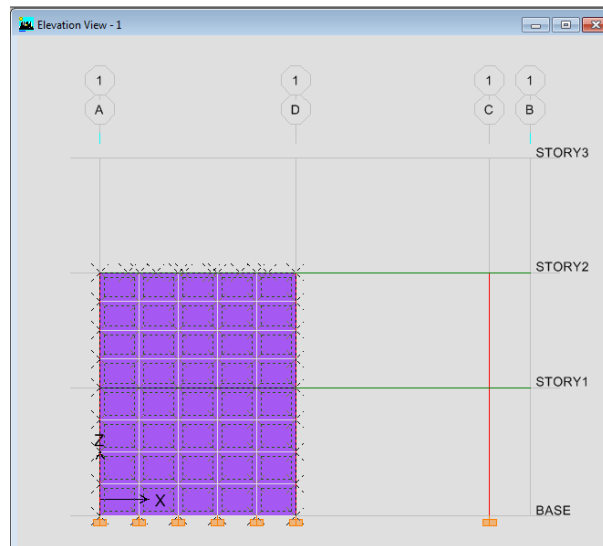 Elevation View - 1
1 1 1 1
A D C B
STORY3
STORY2
STORY1
Z
X
BASE